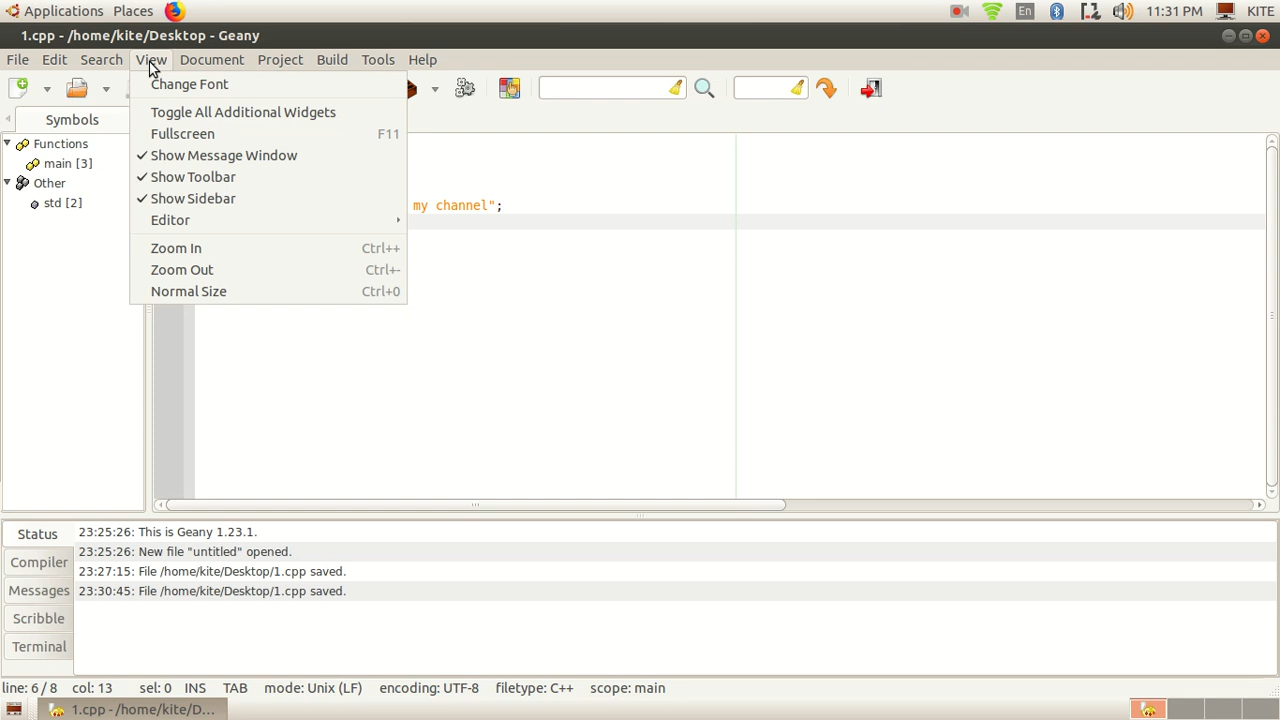 Applications Places En 11:31 PM KITE
1.cpp - /home/kite/Desktop - Geany
File Edit Search View Document Project Build Tools Help
Change Font
Symbols
Toggle All Additional Widgets
Fullscreen F11
Functions
Show Message Window
main [3]
Show Toolbar
Other
Show Sidebar
std [2]
my channel";
Editor
Zoom In Ctrl++
Zoom Out Ctrl+-
Normal Size Ctrl+0
Status
23:25:26: This is Geany 1.23.1.
23:25:26: New file "untitled" opened.
Compiler
23:27:15: File /home/kite/Desktop/1.cpp saved.
Messages
23:30:45: File /home/kite/Desktop/1.cpp saved.
Scribble
Terminal
line: 6 / 8 col: 13 sel: 0 INS TAB mode: Unix (LF) encoding: UTF-8 filetype: C++ scope: main
1.cpp - /home/kite/D...